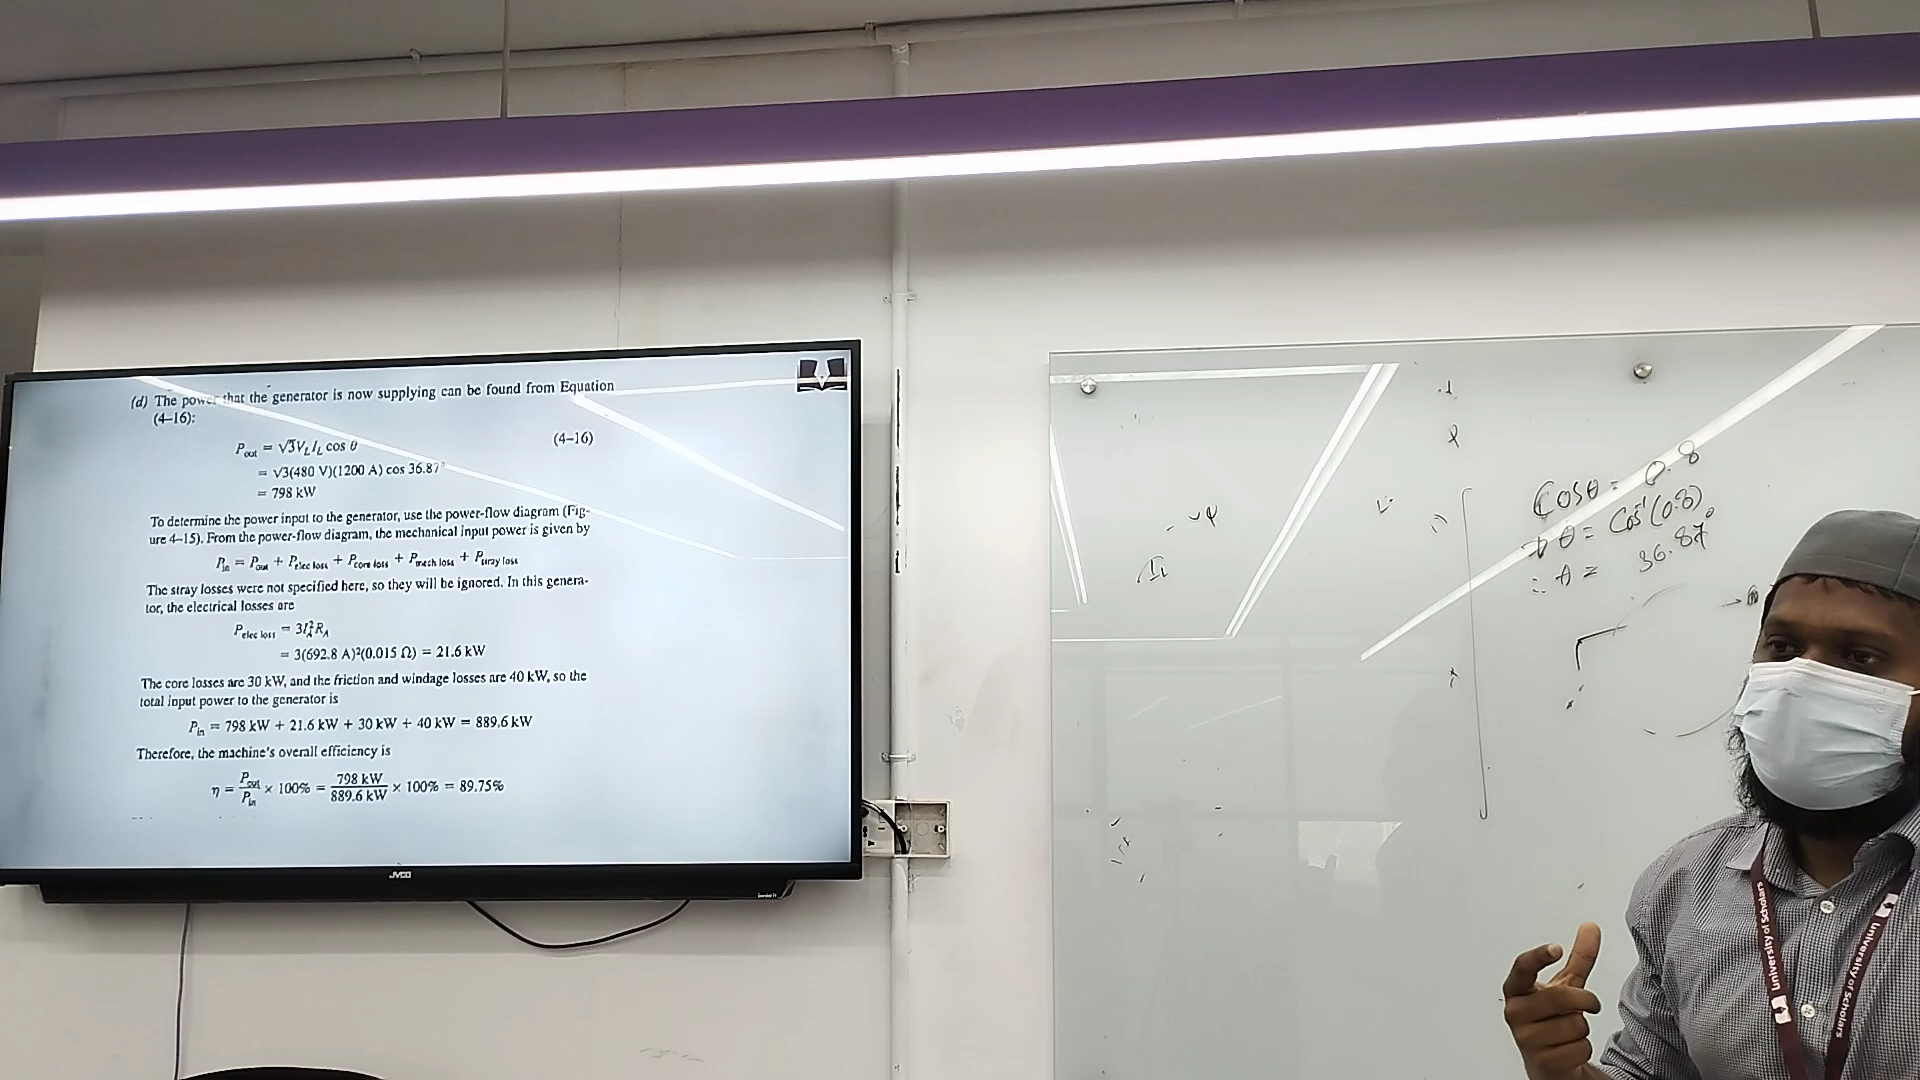 (d) The power that the generator is now supplying can be found from Equation
(4–16):
P_out = √3V_L I_L cos θ (4–16)
= √3(480 V)(1200 A) cos 36.87°
= 798 kW
To determine the power input to the generator, use the power-flow diagram (Fig-
ure 4–15). From the power-flow diagram, the mechanical input power is given by
P_in = P_out + P_elec loss + P_core loss + P_mech loss + P_stray loss
The stray losses were not specified here, so they will be ignored. In this genera-
tor, the electrical losses are
P_elec loss = 3I_A²R_A
= 3(692.8 A)²(0.015 Ω) = 21.6 kW
The core losses are 30 kW, and the friction and windage losses are 40 kW, so the
total input power to the generator is
P_in = 798 kW + 21.6 kW + 30 kW + 40 kW = 889.6 kW
Therefore, the machine's overall efficiency is
η = P_out/P_in × 100% = 798 kW/889.6 kW × 100% = 89.75%
JVCO
Cosθ = 0.8
θ = Cos⁻¹(0.8)
∴ θ = 36.87°
University of Scholars
University of Scholars